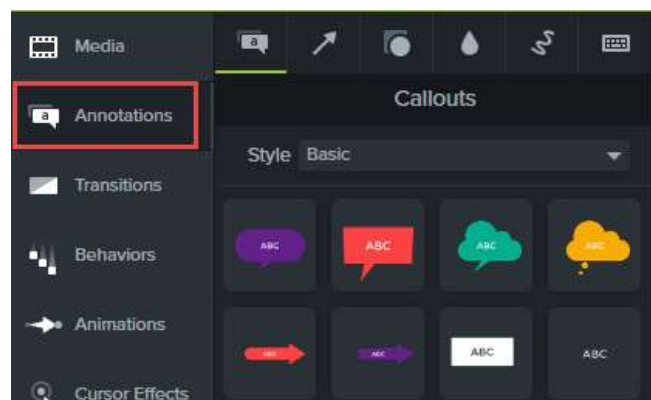 Media
a
Annotations
Transitions
Behaviors
Animations
Cursor Effects
a
Callouts
Style Basic
ABC ABC ABC ABC
ABC ABC ABC ABC